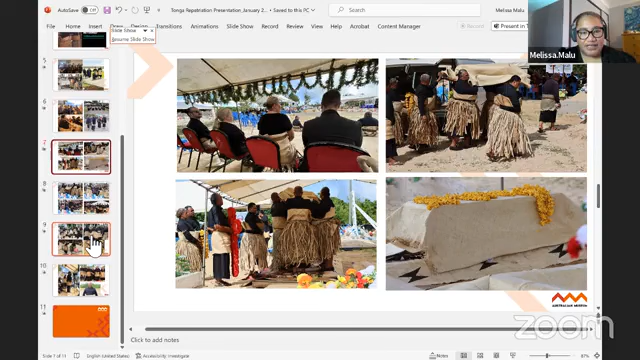 AutoSave Off
Tonga Repatriation Presentation, January 2... • Saved to this PC
Search
Melissa Malu
File Home Insert Draw Design Transitions Animations Slide Show Record Review View Help Acrobat Content Manager
Present in T
Slide Show
Resume Slide Show
Melissa.Malu
5
6
7
8
9
10
11
AUSTRALIAN MUSEUM
zoom
Click to add notes
Slide 7 of 11
English (United States)
Accessibility: Investigate
Notes